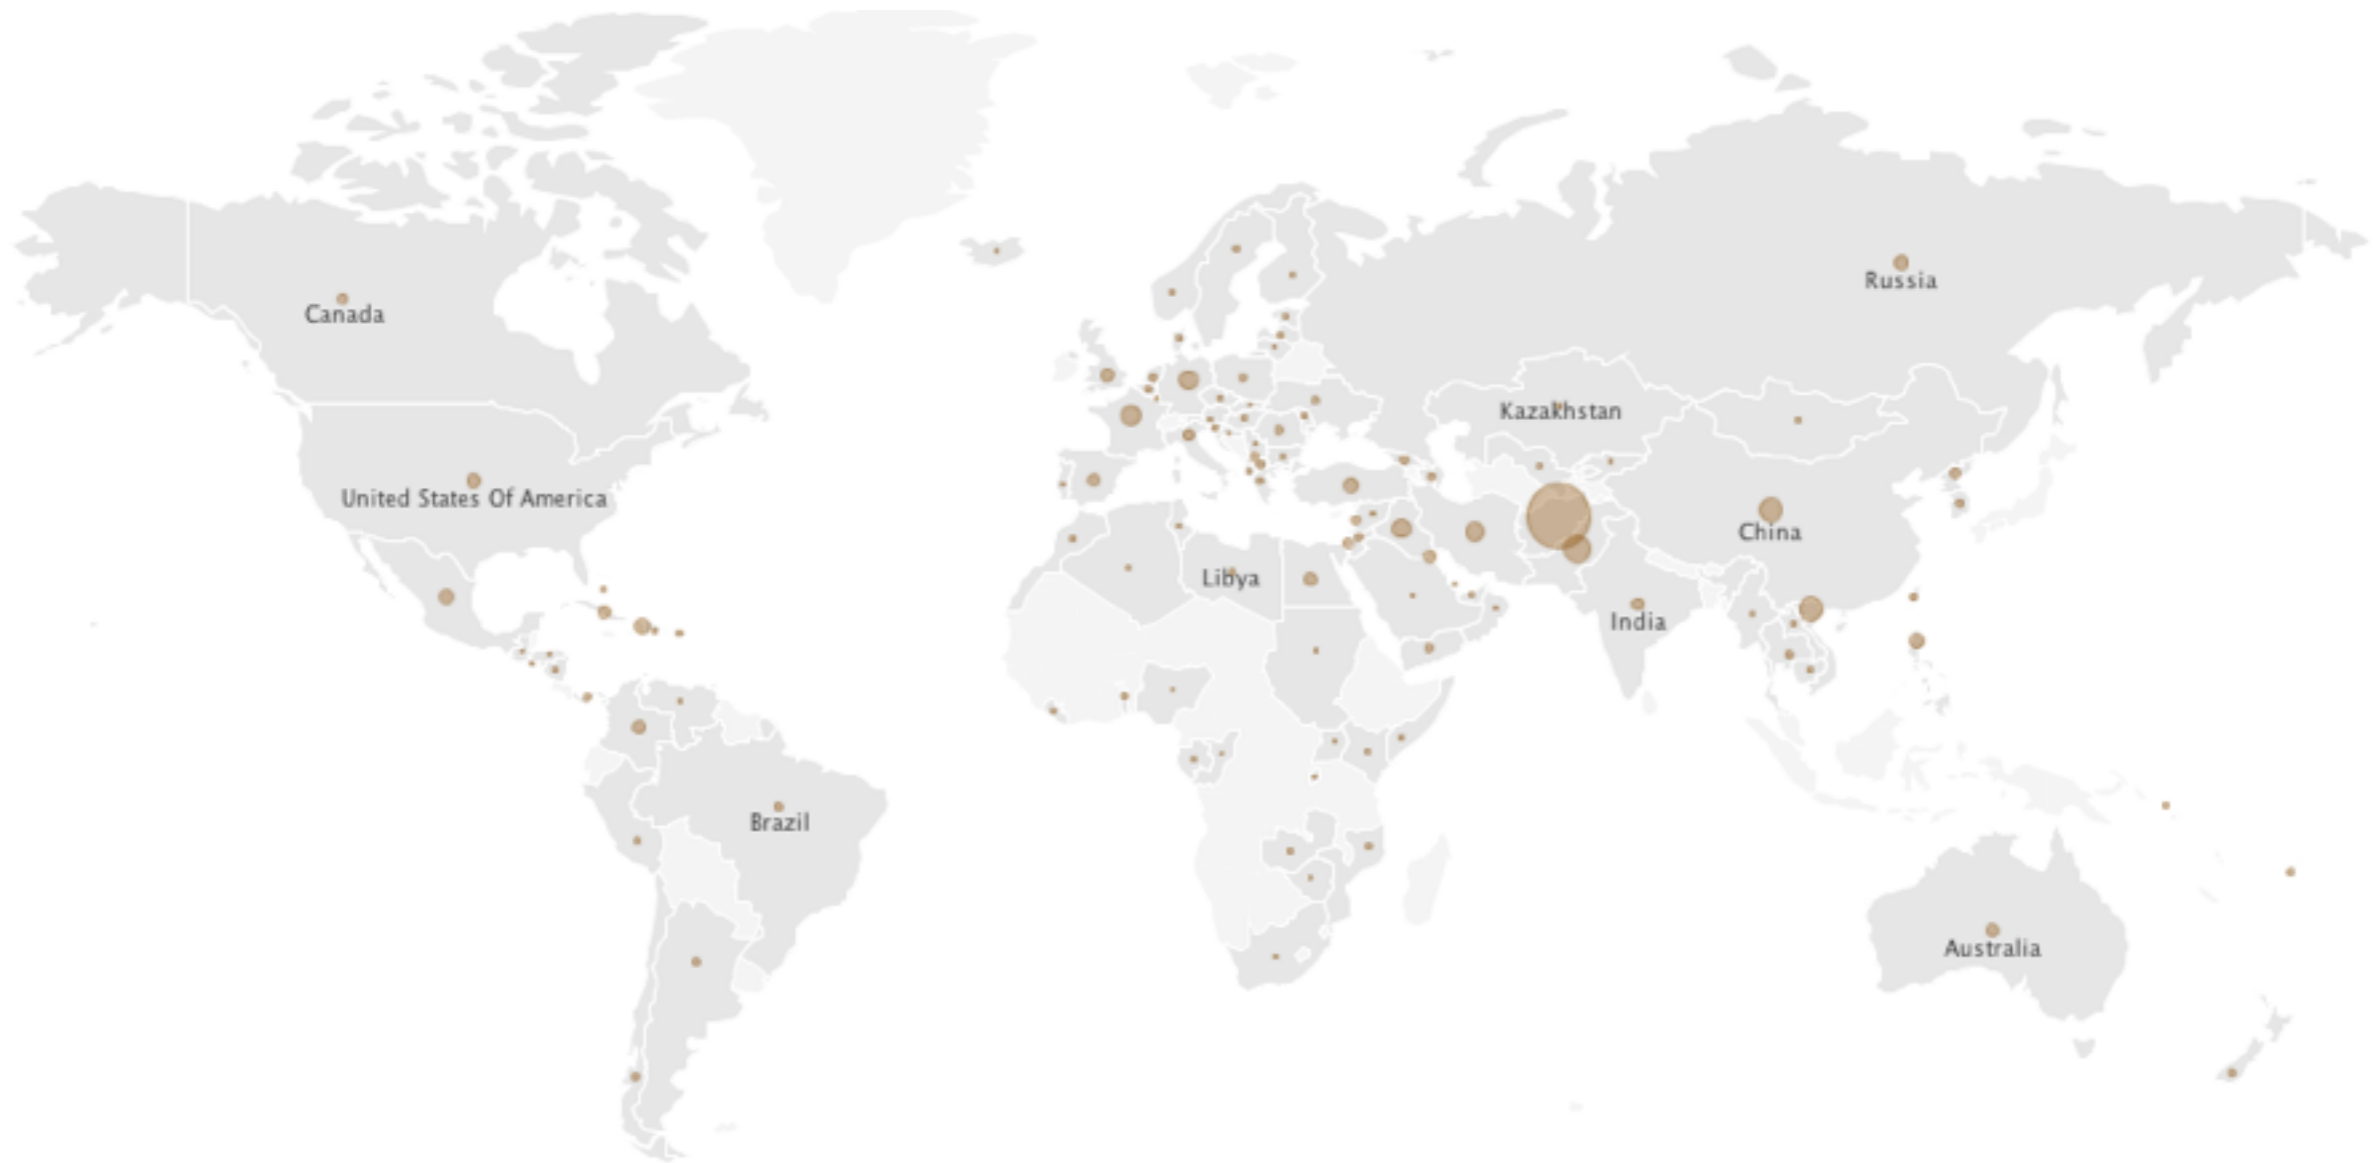 Russia
Canada
Kazakhstan
United States Of America
China
Libya
India
Brazil
Australia